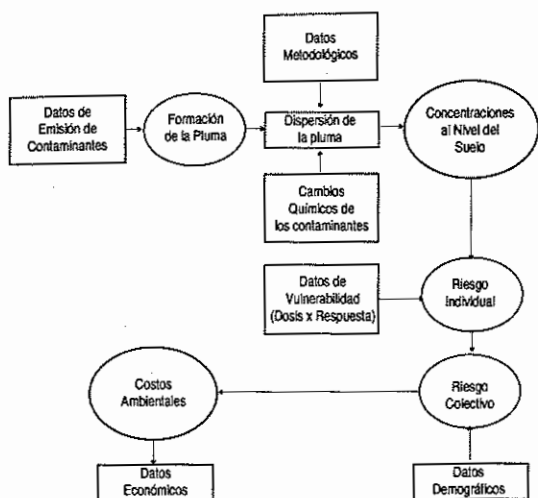 Datos
Metodológicos
Datos de
Emisión de
Contaminantes
Formación
de la Pluma
Dispersión de
la pluma
Concentraciones
al Nivel del
Suelo
Cambios
Químicos de
los contaminantes
Datos de
Vulnerabilidad
(Dosis x Respuesta)
Riesgo
Individual
Costos
Ambientales
Riesgo
Colectivo
Datos
Económicos
Datos
Demográficos